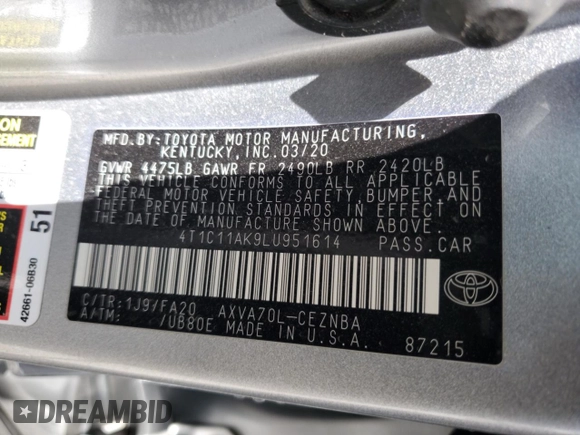 ON
GEMENT
51
42661-06B30
MFD.BY:TOYOTA MOTOR MANUFACTURING,
KENTUCKY, INC.03/20
GVWR 4475LB GAWR FR 2490LB RR 2420LB
THIS VEHICLE CONFORMS TO ALL APPLICABLE
FEDERAL MOTOR VEHICLE SAFETY,BUMPER,AND
THEFT PREVENTION STANDARDS IN EFFECT ON
THE DATE OF MANUFACTURE SHOWN ABOVE.
4T1C11AK9LU951614 PASS.CAR
C/TR:1J9/FA20 AXVA70L-CEZNBA
A/TM: /UB80E MADE IN U.S.A.
87215
DREAMBID